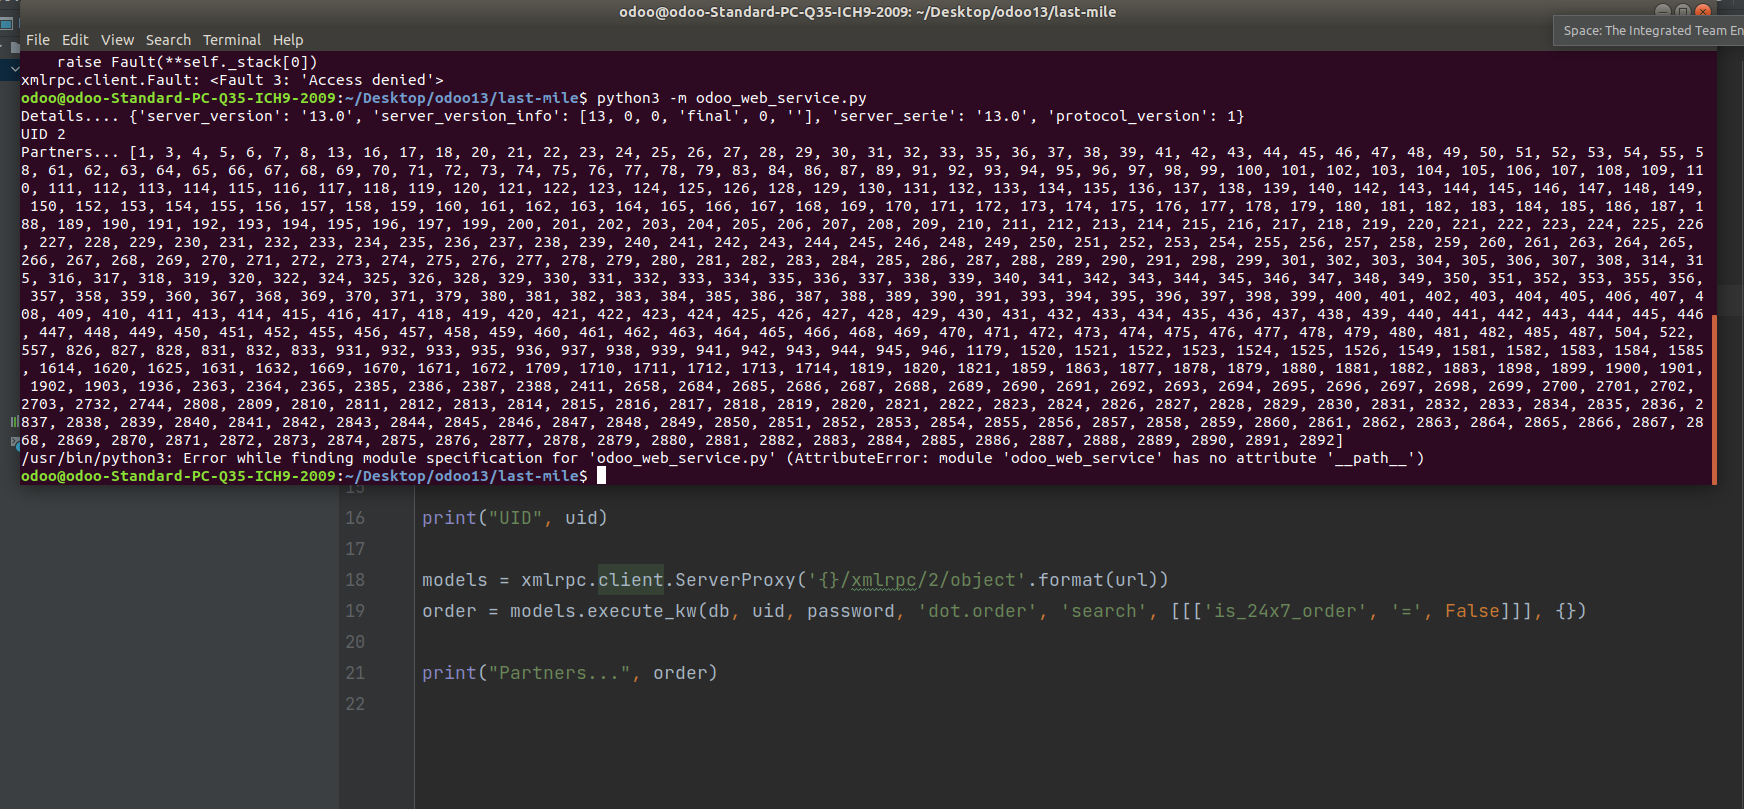 odoo@odoo-Standard-PC-Q35-ICH9-2009: ~/Desktop/odoo13/last-mile
File Edit View Search Terminal Help
Space: The Integrated Team En
    raise Fault(**self._stack[0])
xmlrpc.client.Fault: <Fault 3: 'Access denied'>
odoo@odoo-Standard-PC-Q35-ICH9-2009:~/Desktop/odoo13/last-mile$ python3 -m odoo_web_service.py
Details.... {'server_version': '13.0', 'server_version_info': [13, 0, 0, 'final', 0, ''], 'server_serie': '13.0', 'protocol_version': 1}
UID 2
Partners... [1, 3, 4, 5, 6, 7, 8, 13, 16, 17, 18, 20, 21, 22, 23, 24, 25, 26, 27, 28, 29, 30, 31, 32, 33, 35, 36, 37, 38, 39, 41, 42, 43, 44, 45, 46, 47, 48, 49, 50, 51, 52, 53, 54, 55, 5
8, 61, 62, 63, 64, 65, 66, 67, 68, 69, 70, 71, 72, 73, 74, 75, 76, 77, 78, 79, 83, 84, 86, 87, 89, 91, 92, 93, 94, 95, 96, 97, 98, 99, 100, 101, 102, 103, 104, 105, 106, 107, 108, 109, 11
0, 111, 112, 113, 114, 115, 116, 117, 118, 119, 120, 121, 122, 123, 124, 125, 126, 128, 129, 130, 131, 132, 133, 134, 135, 136, 137, 138, 139, 140, 142, 143, 144, 145, 146, 147, 148, 149,
 150, 152, 153, 154, 155, 156, 157, 158, 159, 160, 161, 162, 163, 164, 165, 166, 167, 168, 169, 170, 171, 172, 173, 174, 175, 176, 177, 178, 179, 180, 181, 182, 183, 184, 185, 186, 187, 1
88, 189, 190, 191, 192, 193, 194, 195, 196, 197, 199, 200, 201, 202, 203, 204, 205, 206, 207, 208, 209, 210, 211, 212, 213, 214, 215, 216, 217, 218, 219, 220, 221, 222, 223, 224, 225, 226
, 227, 228, 229, 230, 231, 232, 233, 234, 235, 236, 237, 238, 239, 240, 241, 242, 243, 244, 245, 246, 248, 249, 250, 251, 252, 253, 254, 255, 256, 257, 258, 259, 260, 261, 263, 264, 265,
266, 267, 268, 269, 270, 271, 272, 273, 274, 275, 276, 277, 278, 279, 280, 281, 282, 283, 284, 285, 286, 287, 288, 289, 290, 291, 298, 299, 301, 302, 303, 304, 305, 306, 307, 308, 314, 31
5, 316, 317, 318, 319, 320, 322, 324, 325, 326, 328, 329, 330, 331, 332, 333, 334, 335, 336, 337, 338, 339, 340, 341, 342, 343, 344, 345, 346, 347, 348, 349, 350, 351, 352, 353, 355, 356,
 357, 358, 359, 360, 367, 368, 369, 370, 371, 379, 380, 381, 382, 383, 384, 385, 386, 387, 388, 389, 390, 391, 393, 394, 395, 396, 397, 398, 399, 400, 401, 402, 403, 404, 405, 406, 407, 4
08, 409, 410, 411, 413, 414, 415, 416, 417, 418, 419, 420, 421, 422, 423, 424, 425, 426, 427, 428, 429, 430, 431, 432, 433, 434, 435, 436, 437, 438, 439, 440, 441, 442, 443, 444, 445, 446
, 447, 448, 449, 450, 451, 452, 455, 456, 457, 458, 459, 460, 461, 462, 463, 464, 465, 466, 468, 469, 470, 471, 472, 473, 474, 475, 476, 477, 478, 479, 480, 481, 482, 485, 487, 504, 522,
557, 826, 827, 828, 831, 832, 833, 931, 932, 933, 935, 936, 937, 938, 939, 941, 942, 943, 944, 945, 946, 1179, 1520, 1521, 1522, 1523, 1524, 1525, 1526, 1549, 1581, 1582, 1583, 1584, 1585
, 1614, 1620, 1625, 1631, 1632, 1669, 1670, 1671, 1672, 1709, 1710, 1711, 1712, 1713, 1714, 1819, 1820, 1821, 1859, 1863, 1877, 1878, 1879, 1880, 1881, 1882, 1883, 1898, 1899, 1900, 1901,
 1902, 1903, 1936, 2363, 2364, 2365, 2385, 2386, 2387, 2388, 2411, 2658, 2684, 2685, 2686, 2687, 2688, 2689, 2690, 2691, 2692, 2693, 2694, 2695, 2696, 2697, 2698, 2699, 2700, 2701, 2702,
2703, 2732, 2744, 2808, 2809, 2810, 2811, 2812, 2813, 2814, 2815, 2816, 2817, 2818, 2819, 2820, 2821, 2822, 2823, 2824, 2826, 2827, 2828, 2829, 2830, 2831, 2832, 2833, 2834, 2835, 2836, 2
837, 2838, 2839, 2840, 2841, 2842, 2843, 2844, 2845, 2846, 2847, 2848, 2849, 2850, 2851, 2852, 2853, 2854, 2855, 2856, 2857, 2858, 2859, 2860, 2861, 2862, 2863, 2864, 2865, 2866, 2867, 28
68, 2869, 2870, 2871, 2872, 2873, 2874, 2875, 2876, 2877, 2878, 2879, 2880, 2881, 2882, 2883, 2884, 2885, 2886, 2887, 2888, 2889, 2890, 2891, 2892]
/usr/bin/python3: Error while finding module specification for 'odoo_web_service.py' (AttributeError: module 'odoo_web_service' has no attribute '__path__')
odoo@odoo-Standard-PC-Q35-ICH9-2009:~/Desktop/odoo13/last-mile$
15
16 print("UID", uid)
17
18 models = xmlrpc.client.ServerProxy('{}/xmlrpc/2/object'.format(url))
19 order = models.execute_kw(db, uid, password, 'dot.order', 'search', [[['is_24x7_order', '=', False]]], {})
20
21 print("Partners...", order)
22